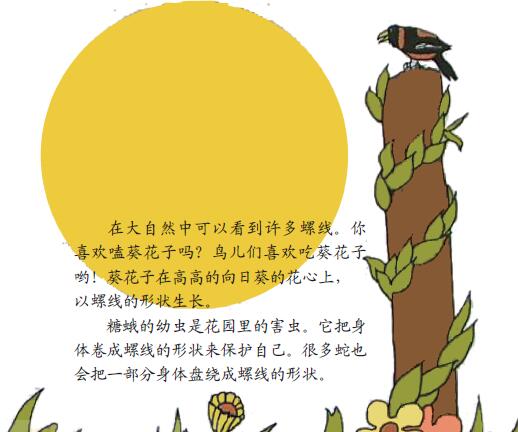 在大自然中可以看到许多螺线。你
喜欢嗑葵花子吗？鸟儿们喜欢吃葵花子
哟！葵花子在高高的向日葵的花心上，
以螺线的形状生长。
糖蛾的幼虫是花园里的害虫。它把身
体卷成螺线的形状来保护自己。很多蛇也
会把一部分身体盘绕成螺线的形状。